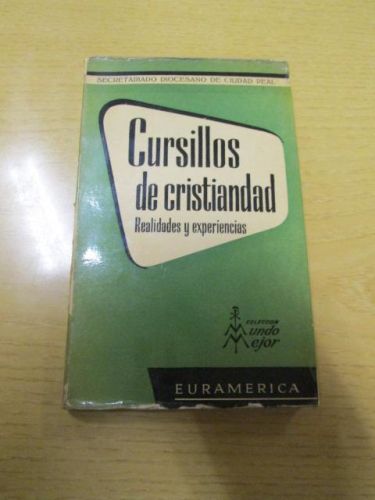 SECRETARIADO DIOCESANO DE CIUDAD REAL
Cursillos
de cristiandad
Realidades y experiencias
COLECCION
Mundo
Mejor
EURAMERICA